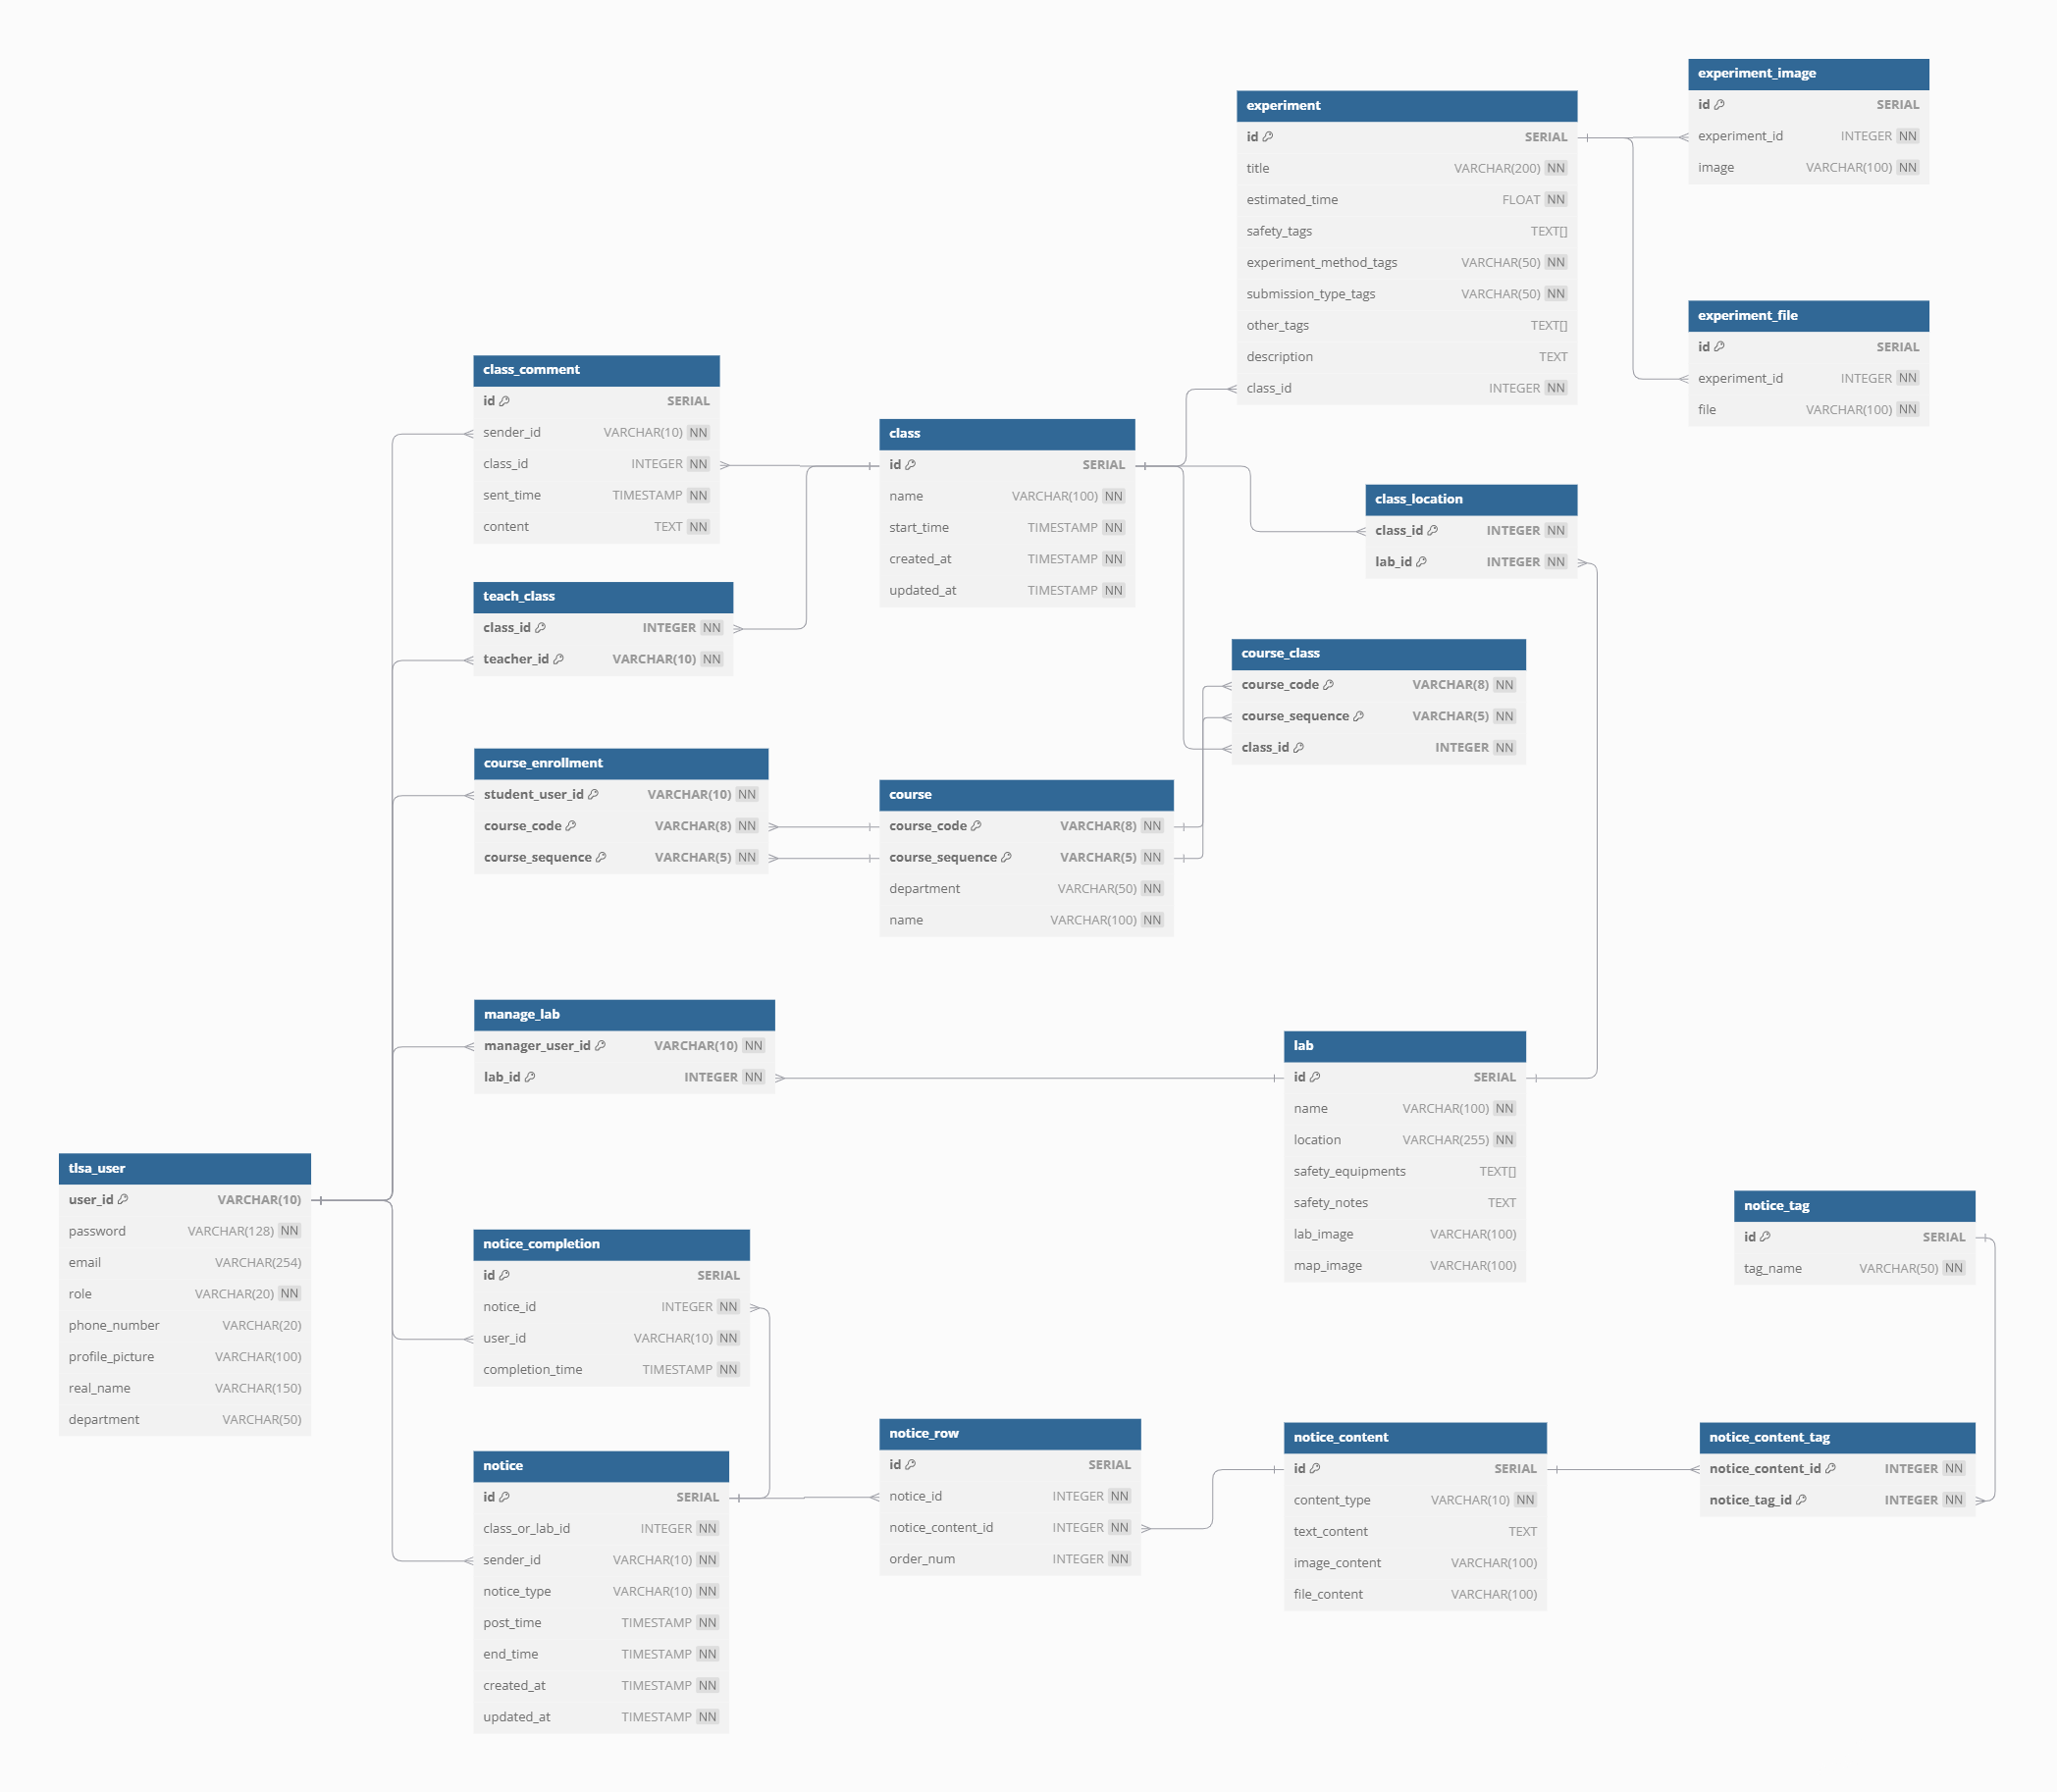 experiment_image
id SERIAL
experiment_id INTEGER NN
image VARCHAR(100) NN
experiment
id SERIAL
title VARCHAR(200) NN
estimated_time FLOAT NN
safety_tags TEXT[]
experiment_method_tags VARCHAR(50) NN
submission_type_tags VARCHAR(50) NN
other_tags TEXT[]
description TEXT
class_id INTEGER NN
experiment_file
id SERIAL
experiment_id INTEGER NN
file VARCHAR(100) NN
class_comment
id SERIAL
sender_id VARCHAR(10) NN
class_id INTEGER NN
sent_time TIMESTAMP NN
content TEXT NN
class
id SERIAL
name VARCHAR(100) NN
start_time TIMESTAMP NN
created_at TIMESTAMP NN
updated_at TIMESTAMP NN
class_location
class_id INTEGER NN
lab_id INTEGER NN
teach_class
class_id INTEGER NN
teacher_id VARCHAR(10) NN
course_class
course_code VARCHAR(8) NN
course_sequence VARCHAR(5) NN
class_id INTEGER NN
course_enrollment
student_user_id VARCHAR(10) NN
course_code VARCHAR(8) NN
course_sequence VARCHAR(5) NN
course
course_code VARCHAR(8) NN
course_sequence VARCHAR(5) NN
department VARCHAR(50) NN
name VARCHAR(100) NN
manage_lab
manager_user_id VARCHAR(10) NN
lab_id INTEGER NN
lab
id SERIAL
name VARCHAR(100) NN
location VARCHAR(255) NN
safety_equipments TEXT[]
safety_notes TEXT
lab_image VARCHAR(100)
map_image VARCHAR(100)
tlsa_user
user_id VARCHAR(10)
password VARCHAR(128) NN
email VARCHAR(254)
role VARCHAR(20) NN
phone_number VARCHAR(20)
profile_picture VARCHAR(100)
real_name VARCHAR(150)
department VARCHAR(50)
notice_tag
id SERIAL
tag_name VARCHAR(50) NN
notice_completion
id SERIAL
notice_id INTEGER NN
user_id VARCHAR(10) NN
completion_time TIMESTAMP NN
notice
id SERIAL
class_or_lab_id INTEGER NN
sender_id VARCHAR(10) NN
notice_type VARCHAR(10) NN
post_time TIMESTAMP NN
end_time TIMESTAMP NN
created_at TIMESTAMP NN
updated_at TIMESTAMP NN
notice_row
id SERIAL
notice_id INTEGER NN
notice_content_id INTEGER NN
order_num INTEGER NN
notice_content
id SERIAL
content_type VARCHAR(10) NN
text_content TEXT
image_content VARCHAR(100)
file_content VARCHAR(100)
notice_content_tag
notice_content_id INTEGER NN
notice_tag_id INTEGER NN